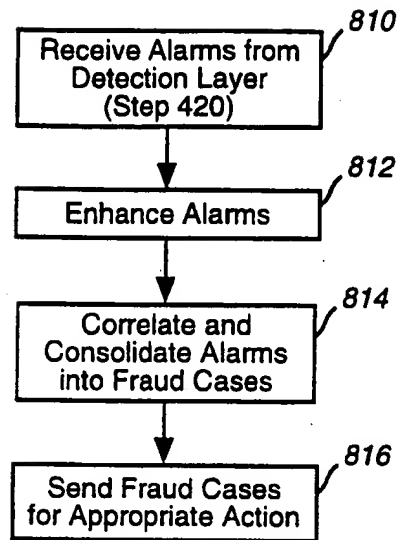 810
Receive Alarms from
Detection Layer
(Step 420)
812
Enhance Alarms
814
Correlate and
Consolidate Alarms
into Fraud Cases
816
Send Fraud Cases
for Appropriate Action